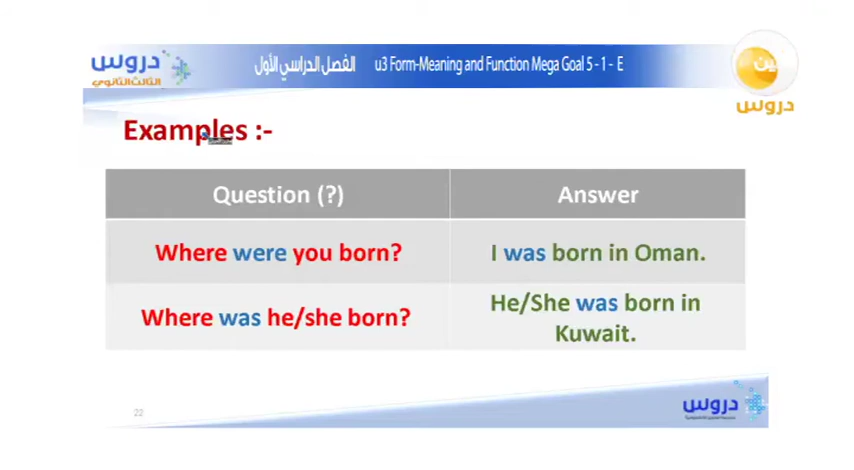 دروس
الثالث الثانوي
الفصل الدراسي الأول
u3 Form-Meaning and Function Mega Goal 5 - 1 - E
عين
دروس
Examples :-
Question (?)
Answer
Where were you born?
I was born in Oman.
Where was he/she born?
He/She was born in
Kuwait.
22
دروس